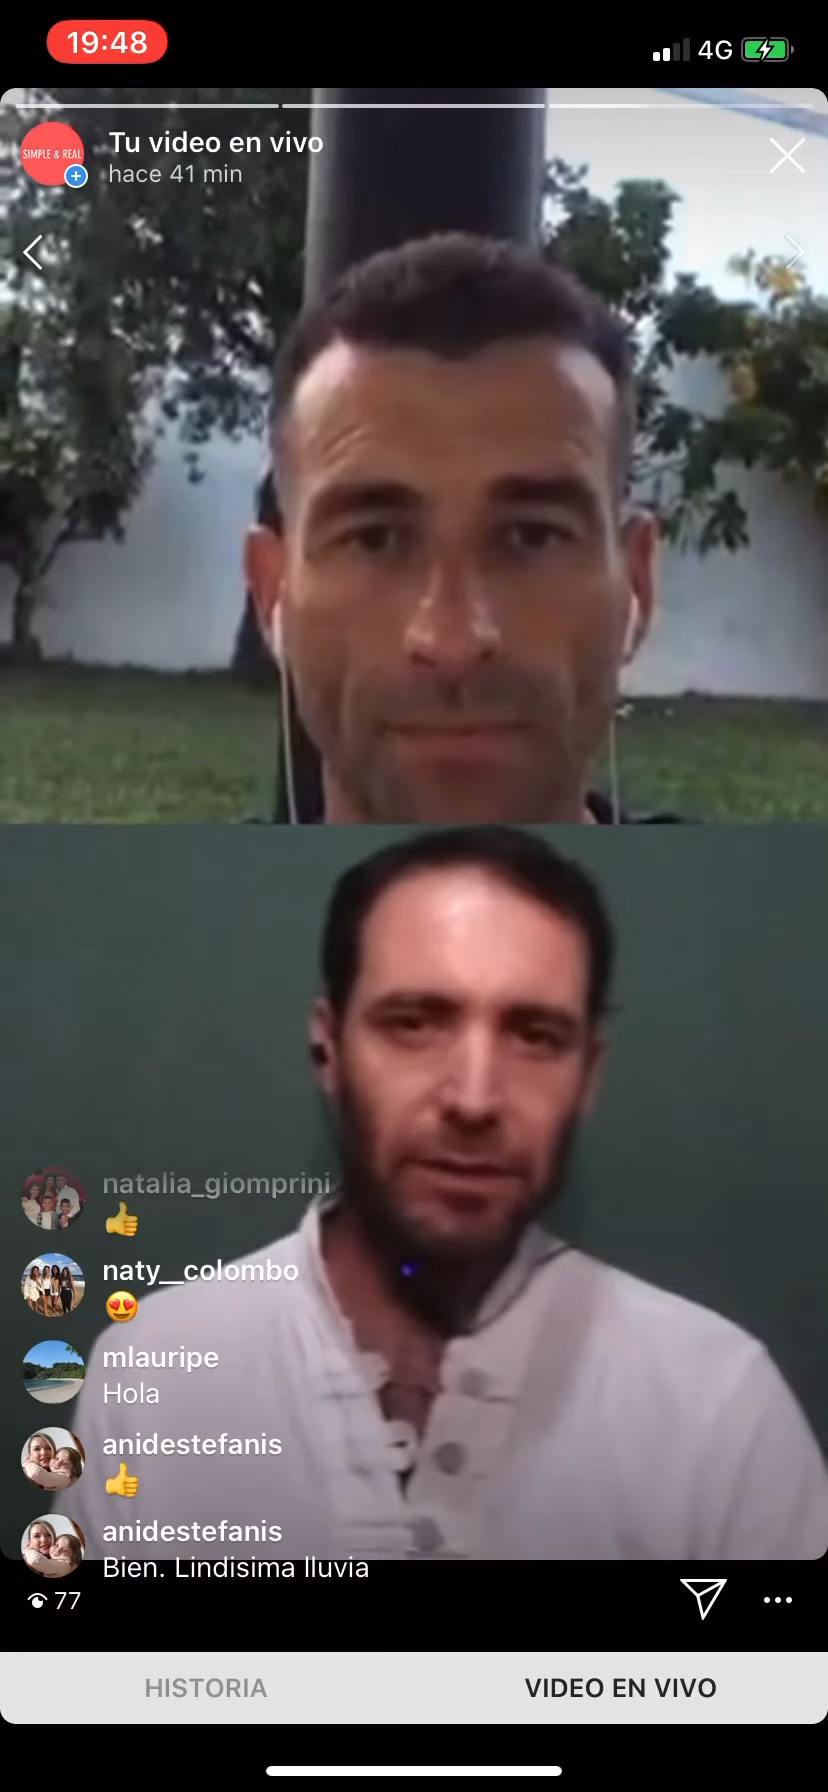 19:48
4G
SIMPLE & REAL
Tu video en vivo
hace 41 min
natalia_giomprini
👍
naty__colombo
😍
mlauripe
Hola
anidestefanis
👍
anidestefanis
Bien. Lindisima lluvia
77
HISTORIA
VIDEO EN VIVO